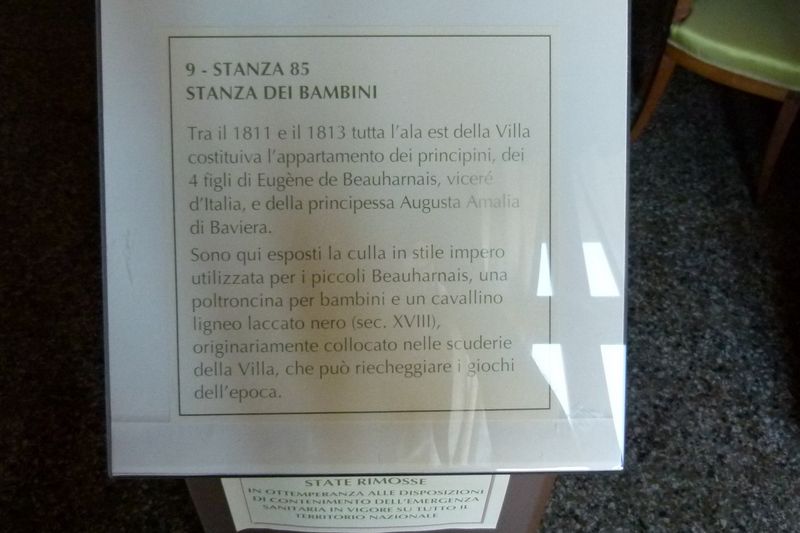 9 - STANZA 85
STANZA DEI BAMBINI
Tra il 1811 e il 1813 tutta l'ala est della Villa
costituiva l'appartamento dei principini, dei
4 figli di Eugène de Beauharnais, viceré
d'Italia, e della principessa Augusta Amalia
di Baviera.
Sono qui esposti la culla in stile impero
utilizzata per i piccoli Beauharnais, una
poltroncina per bambini e un cavallino
ligneo laccato nero (sec. XVIII),
originariamente collocato nelle scuderie
della Villa, che può riecheggiare i giochi
dell'epoca.
STATE RIMOSSE
IN OTTEMPERANZA ALLE DISPOSIZIONI
DI CONTENIMENTO DELL'EMERGENZA
SANITARIA IN VIGORE SU TUTTO IL
TERRITORIO NAZIONALE